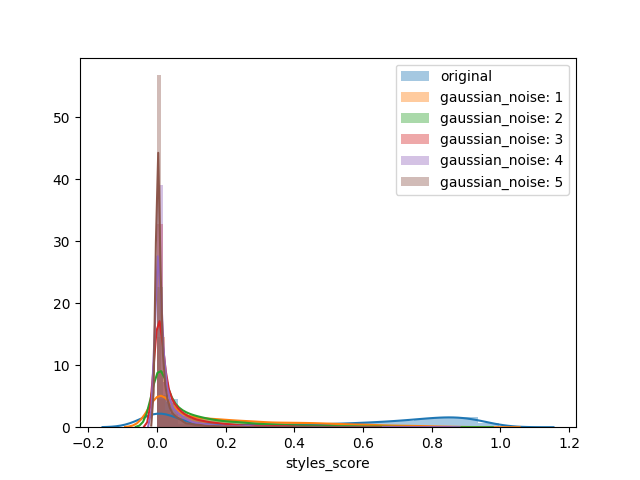 original
gaussian_noise: 1
gaussian_noise: 2
gaussian_noise: 3
gaussian_noise: 4
gaussian_noise: 5
50
40
30
20
10
0
−0.2 0.0 0.2 0.4 0.6 0.8 1.0 1.2
styles_score